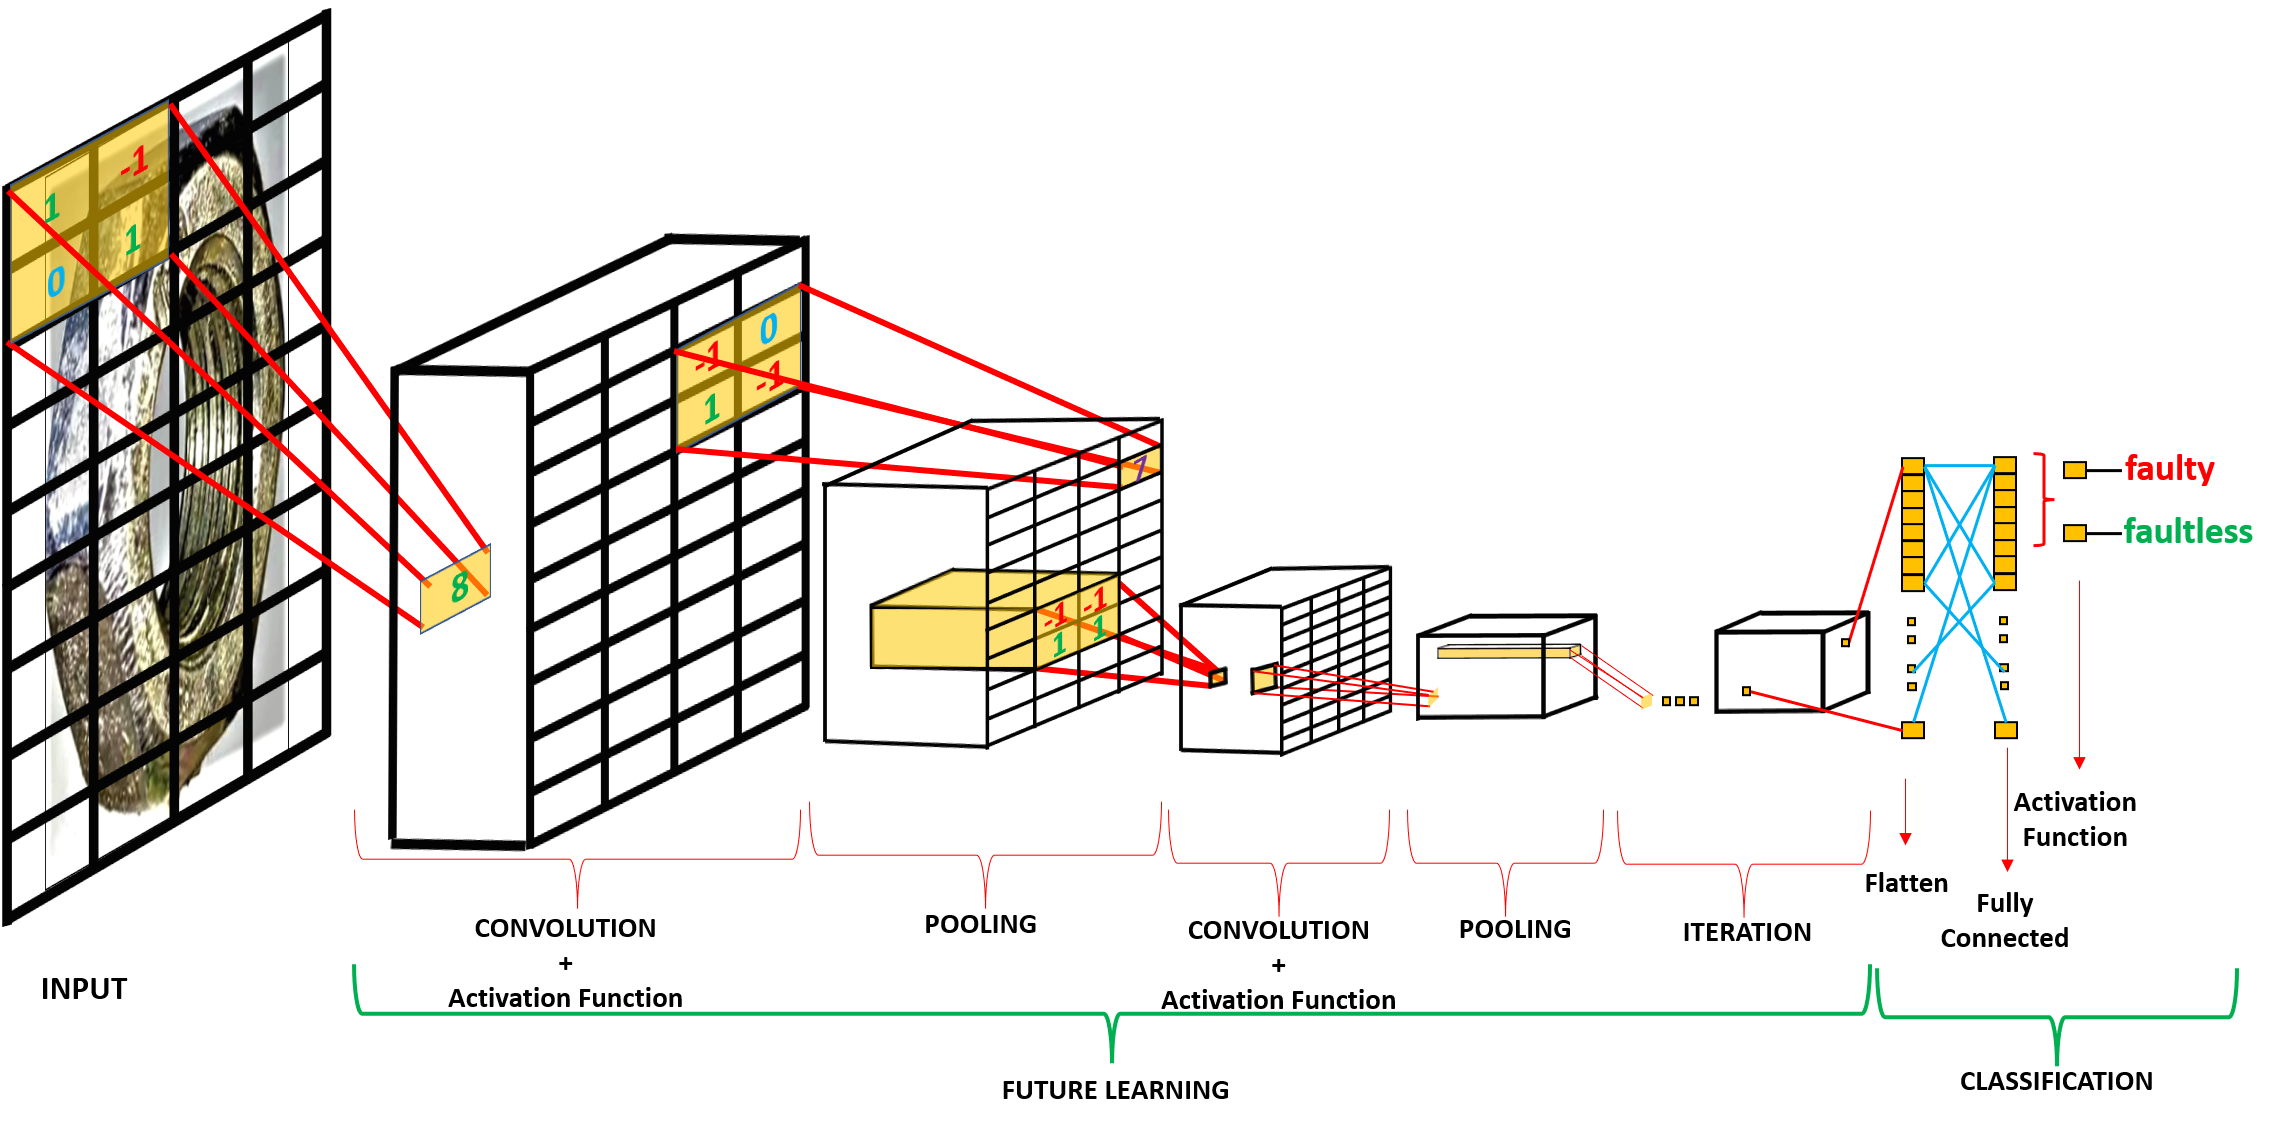 1
-1
0
1
8
-1
0
1
-1
7
-1
-1
1
1
faulty
faultless
INPUT
CONVOLUTION
+
Activation Function
POOLING
CONVOLUTION
+
Activation Function
POOLING
ITERATION
Flatten
Fully
Connected
Activation
Function
FUTURE LEARNING
CLASSIFICATION